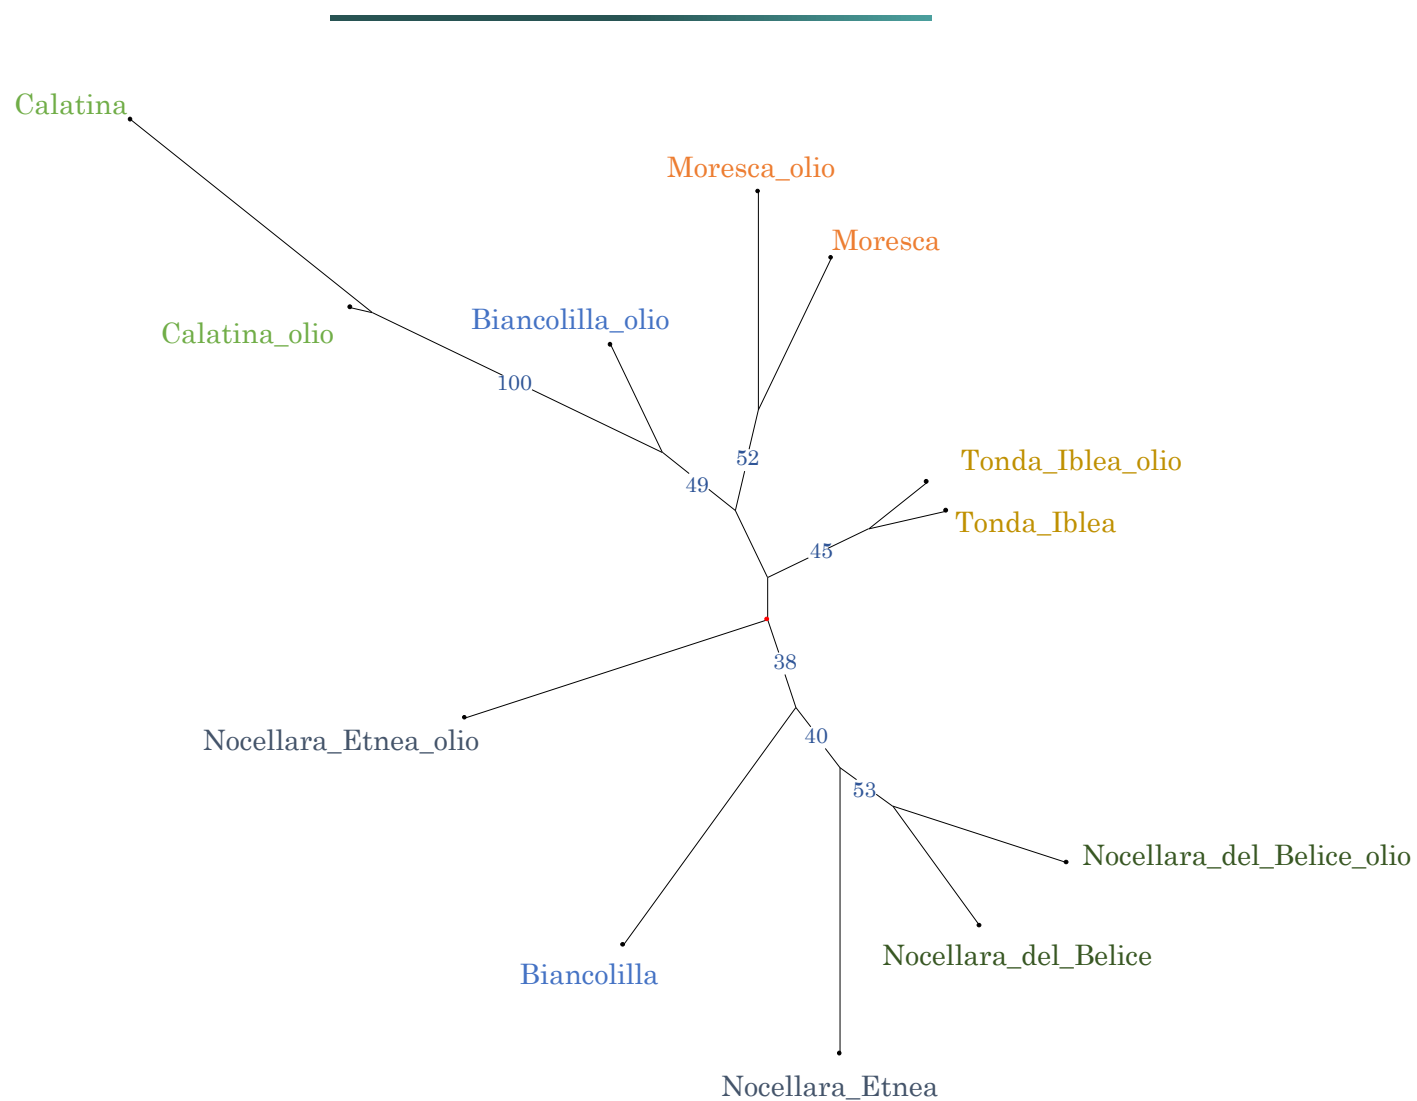 Calatina
Moresca_olio
Moresca
Biancolilla_olio
Calatina_olio
100
52
Tonda_Iblea_olio
49
Tonda_Iblea
45
38
Nocellara_Etnea_olio
40
53
Nocellara_del_Belice_olio
Nocellara_del_Belice
Biancolilla
Nocellara_Etnea